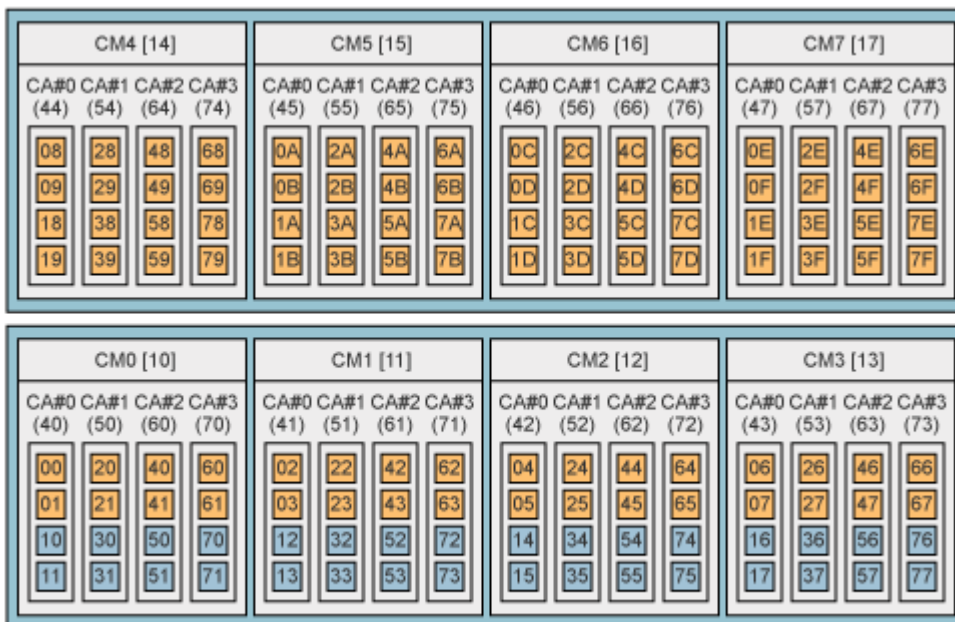 CM4 [14] CM5 [15] CM6 [16] CM7 [17]
CA#0 CA#1 CA#2 CA#3 CA#0 CA#1 CA#2 CA#3 CA#0 CA#1 CA#2 CA#3 CA#0 CA#1 CA#2 CA#3
(44) (54) (64) (74) (45) (55) (65) (75) (46) (56) (66) (76) (47) (57) (67) (77)
08 28 48 68 0A 2A 4A 6A 0C 2C 4C 6C 0E 2E 4E 6E
09 29 49 69 0B 2B 4B 6B 0D 2D 4D 6D 0F 2F 4F 6F
18 38 58 78 1A 3A 5A 7A 1C 3C 5C 7C 1E 3E 5E 7E
19 39 59 79 1B 3B 5B 7B 1D 3D 5D 7D 1F 3F 5F 7F
CM0 [10] CM1 [11] CM2 [12] CM3 [13]
CA#0 CA#1 CA#2 CA#3 CA#0 CA#1 CA#2 CA#3 CA#0 CA#1 CA#2 CA#3 CA#0 CA#1 CA#2 CA#3
(40) (50) (60) (70) (41) (51) (61) (71) (42) (52) (62) (72) (43) (53) (63) (73)
00 20 40 60 02 22 42 62 04 24 44 64 06 26 46 66
01 21 41 61 03 23 43 63 05 25 45 65 07 27 47 67
10 30 50 70 12 32 52 72 14 34 54 74 16 36 56 76
11 31 51 71 13 33 53 73 15 35 55 75 17 37 57 77